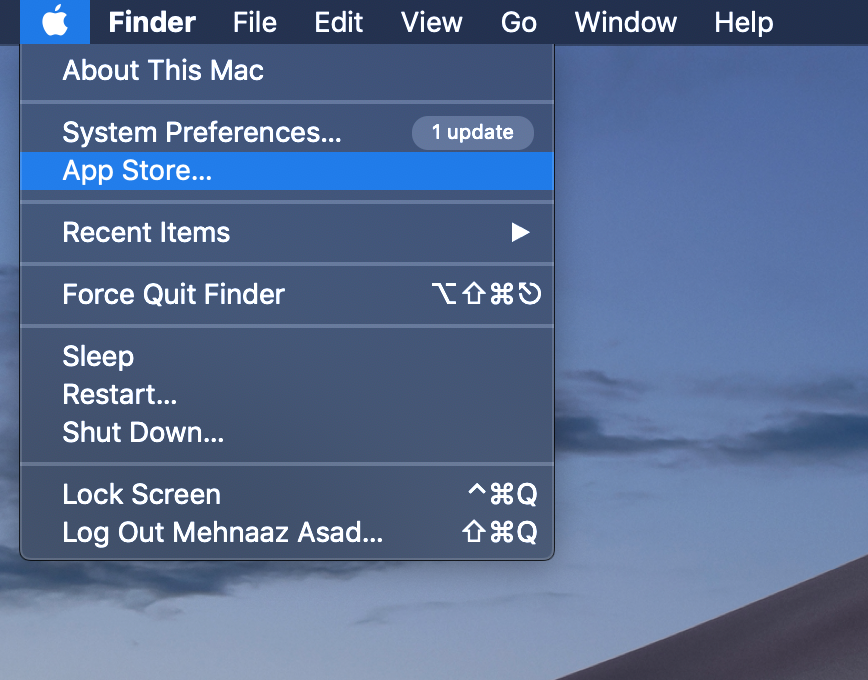 Finder File Edit View Go Window Help
About This Mac
System Preferences... 1 update
App Store...
Recent Items ▶
Force Quit Finder ⌥⇧⌘⎋
Sleep
Restart...
Shut Down...
Lock Screen ^⌘Q
Log Out Mehnaaz Asad... ⇧⌘Q